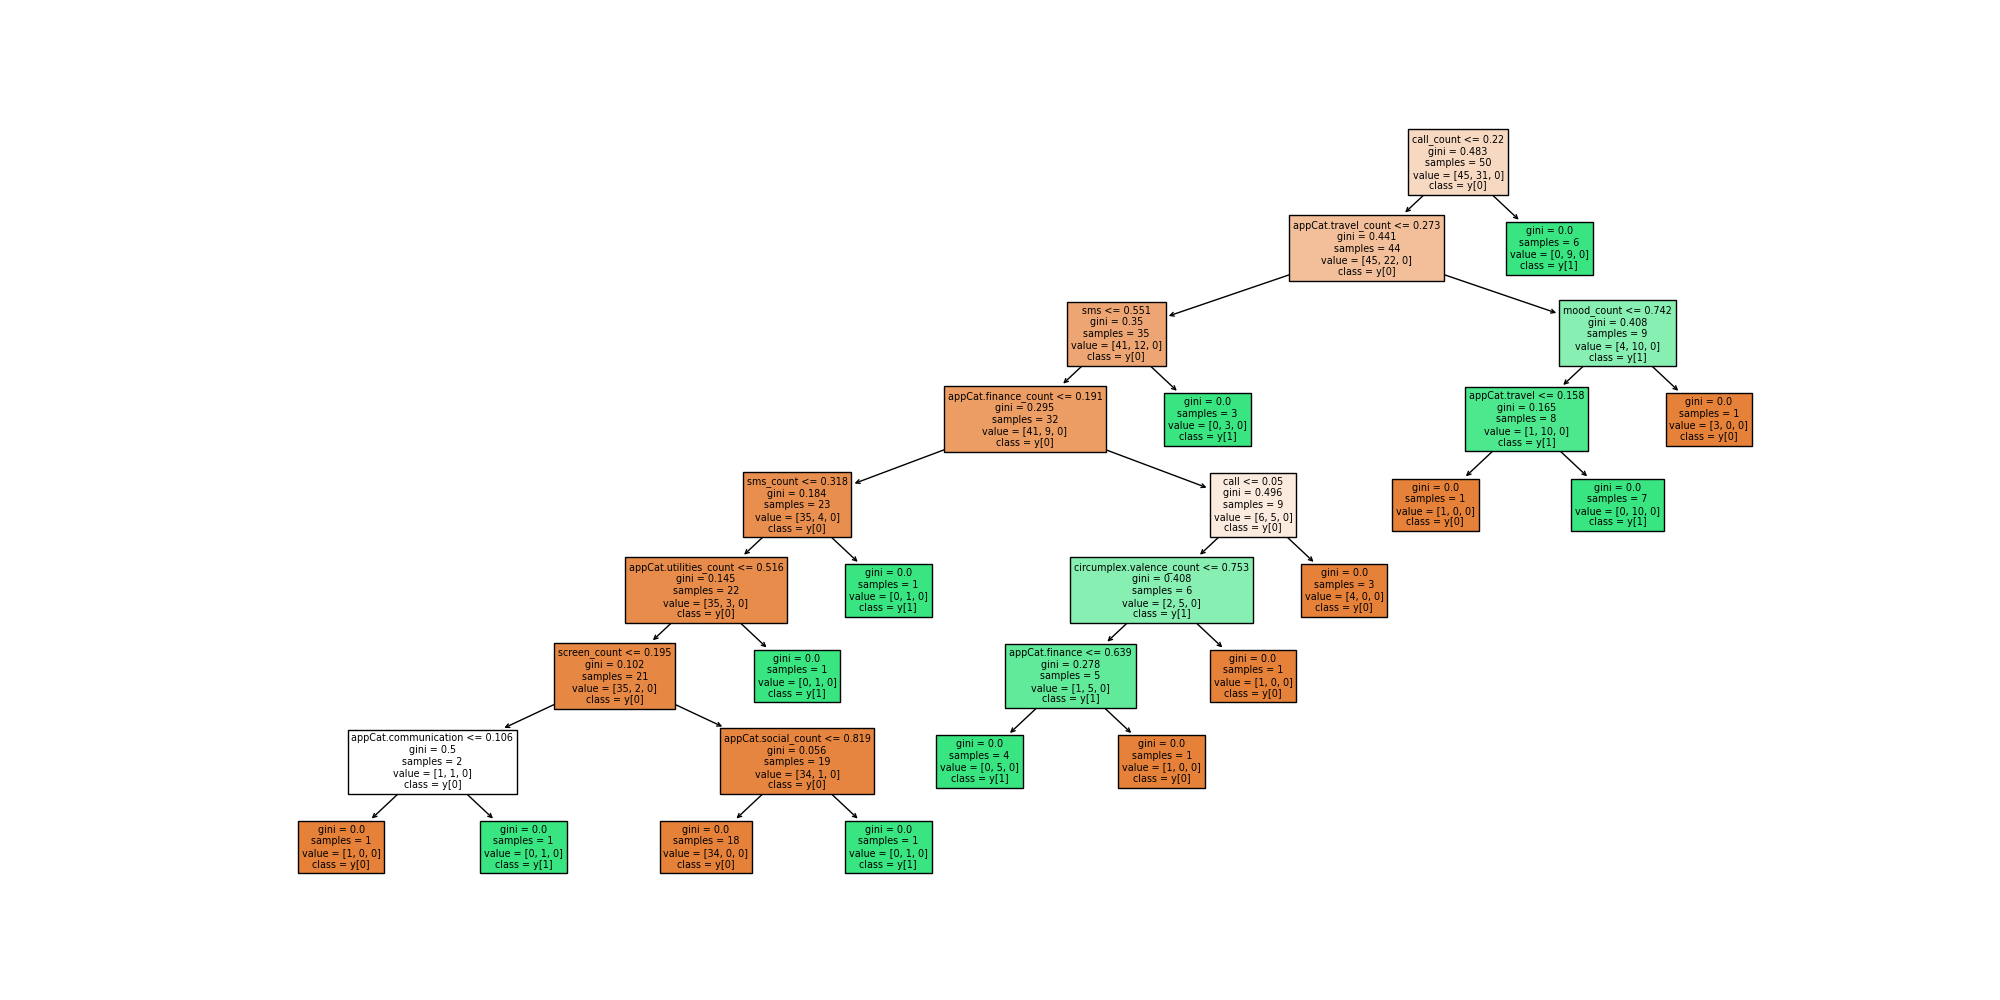 call_count <= 0.22
gini = 0.483
samples = 50
value = [45, 31, 0]
class = y[0]
appCat.travel_count <= 0.273
gini = 0.441
samples = 44
value = [45, 22, 0]
class = y[0]
gini = 0.0
samples = 6
value = [0, 9, 0]
class = y[1]
sms <= 0.551
gini = 0.35
samples = 35
value = [41, 12, 0]
class = y[0]
mood_count <= 0.742
gini = 0.408
samples = 9
value = [4, 10, 0]
class = y[1]
appCat.finance_count <= 0.191
gini = 0.295
samples = 32
value = [41, 9, 0]
class = y[0]
gini = 0.0
samples = 3
value = [0, 3, 0]
class = y[1]
appCat.travel <= 0.158
gini = 0.165
samples = 8
value = [1, 10, 0]
class = y[1]
gini = 0.0
samples = 1
value = [3, 0, 0]
class = y[0]
sms_count <= 0.318
gini = 0.184
samples = 23
value = [35, 4, 0]
class = y[0]
call <= 0.05
gini = 0.496
samples = 9
value = [6, 5, 0]
class = y[0]
gini = 0.0
samples = 1
value = [1, 0, 0]
class = y[0]
gini = 0.0
samples = 7
value = [0, 10, 0]
class = y[1]
appCat.utilities_count <= 0.516
gini = 0.145
samples = 22
value = [35, 3, 0]
class = y[0]
gini = 0.0
samples = 1
value = [0, 1, 0]
class = y[1]
circumplex.valence_count <= 0.753
gini = 0.408
samples = 6
value = [2, 5, 0]
class = y[1]
gini = 0.0
samples = 3
value = [4, 0, 0]
class = y[0]
screen_count <= 0.195
gini = 0.102
samples = 21
value = [35, 2, 0]
class = y[0]
gini = 0.0
samples = 1
value = [0, 1, 0]
class = y[1]
appCat.finance <= 0.639
gini = 0.278
samples = 5
value = [1, 5, 0]
class = y[1]
gini = 0.0
samples = 1
value = [1, 0, 0]
class = y[0]
appCat.communication <= 0.106
gini = 0.5
samples = 2
value = [1, 1, 0]
class = y[0]
appCat.social_count <= 0.819
gini = 0.056
samples = 19
value = [34, 1, 0]
class = y[0]
gini = 0.0
samples = 4
value = [0, 5, 0]
class = y[1]
gini = 0.0
samples = 1
value = [1, 0, 0]
class = y[0]
gini = 0.0
samples = 1
value = [1, 0, 0]
class = y[0]
gini = 0.0
samples = 1
value = [0, 1, 0]
class = y[1]
gini = 0.0
samples = 18
value = [34, 0, 0]
class = y[0]
gini = 0.0
samples = 1
value = [0, 1, 0]
class = y[1]